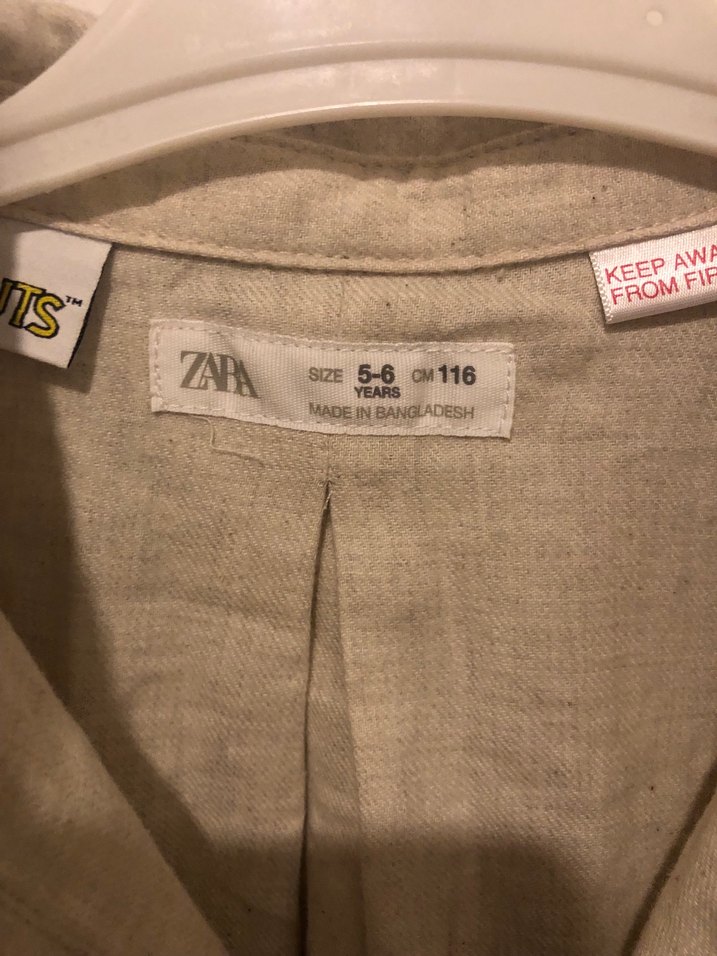 UTS™
KEEP AWA
FROM FIR
ZARA SIZE 5-6 CM 116
YEARS
MADE IN BANGLADESH